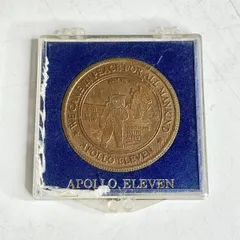 WE CAME IN PEACE FOR ALL MANKIND
APOLLO ELEVEN
APOLLO ELEVEN